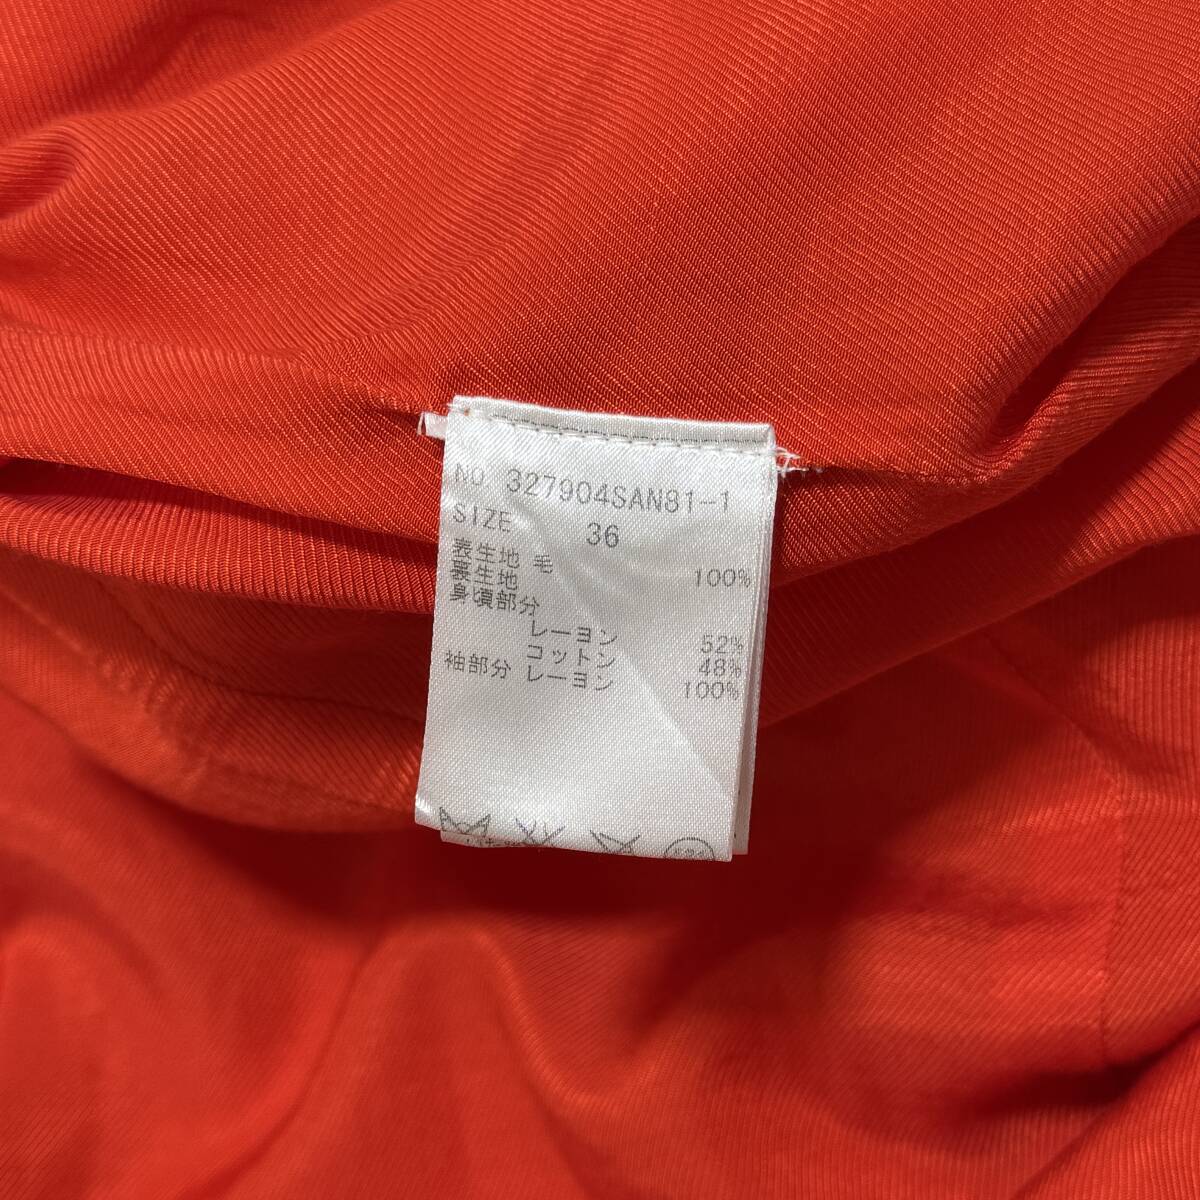 NO 327904SAN81-1
SIZE 36
表生地 毛 100%
裏生地
身頃部分
レーヨン 52%
コットン 48%
袖部分 レーヨン 100%